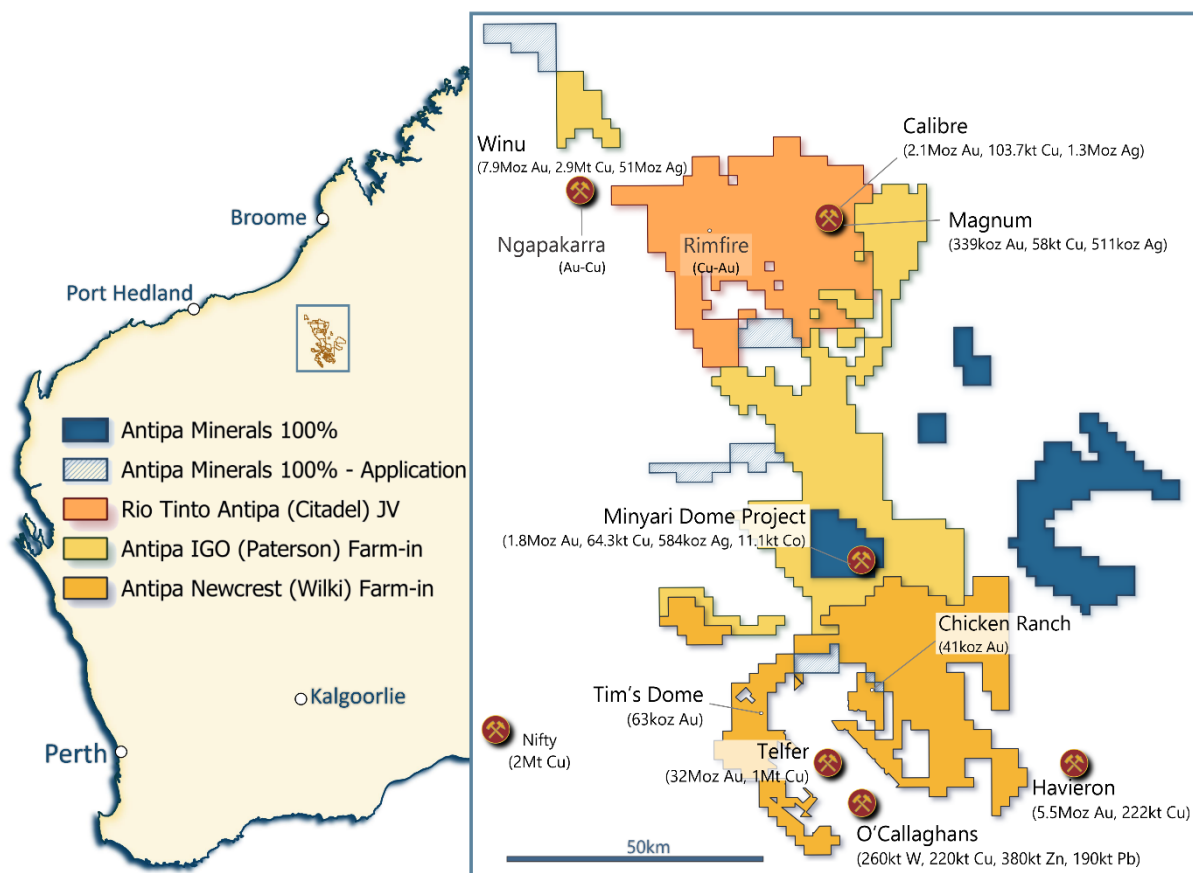 Broome
Port Hedland
Antipa Minerals 100%
Antipa Minerals 100% - Application
Rio Tinto Antipa (Citadel) JV
Antipa IGO (Paterson) Farm-in
Antipa Newcrest (Wilki) Farm-in
Kalgoorlie
Perth
Winu
(7.9Moz Au, 2.9Mt Cu, 51Moz Ag)
Ngapakarra
(Au-Cu)
Rimfire
(Cu-Au)
Calibre
(2.1Moz Au, 103.7kt Cu, 1.3Moz Ag)
Magnum
(339koz Au, 58kt Cu, 511koz Ag)
Minyari Dome Project
(1.8Moz Au, 64.3kt Cu, 584koz Ag, 11.1kt Co)
Chicken Ranch
(41koz Au)
Tim's Dome
(63koz Au)
Nifty
(2Mt Cu)
Telfer
(32Moz Au, 1Mt Cu)
Havieron
(5.5Moz Au, 222kt Cu)
O'Callaghans
(260kt W, 220kt Cu, 380kt Zn, 190kt Pb)
50km